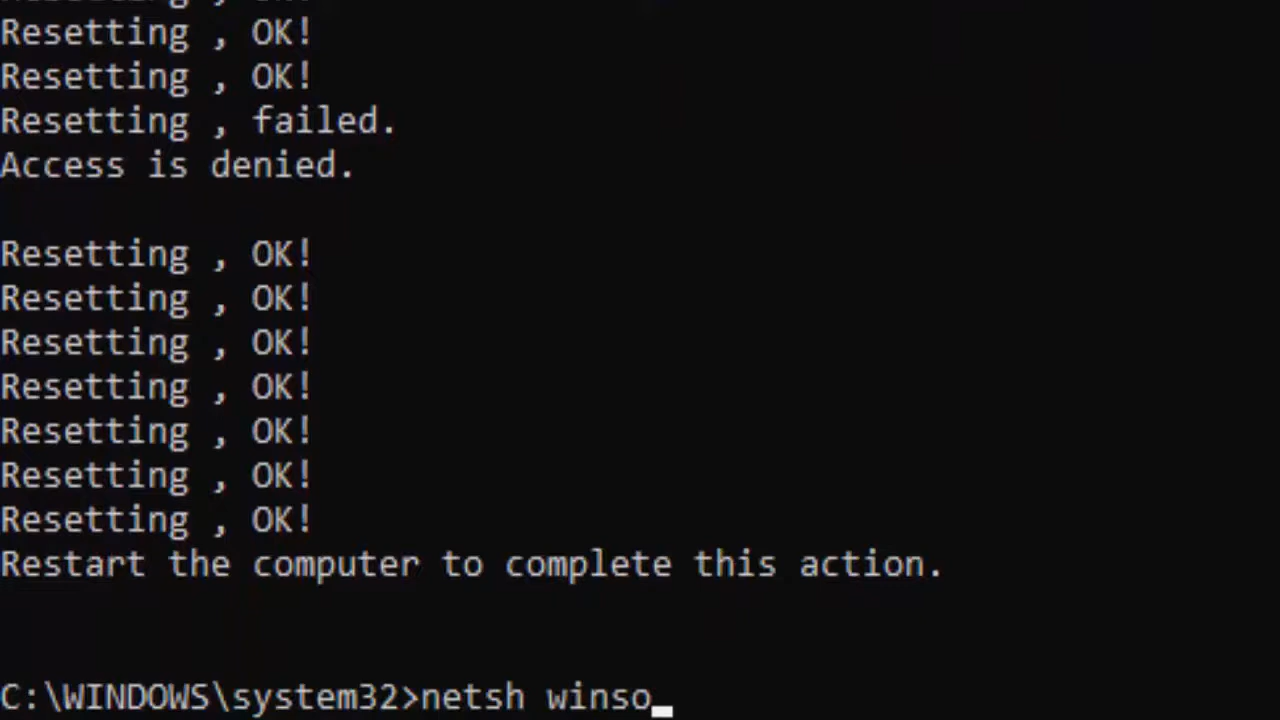 Resetting , OK!
Resetting , OK!
Resetting , failed.
Access is denied.
Resetting , OK!
Resetting , OK!
Resetting , OK!
Resetting , OK!
Resetting , OK!
Resetting , OK!
Resetting , OK!
Restart the computer to complete this action.
C:\WINDOWS\system32>netsh winso